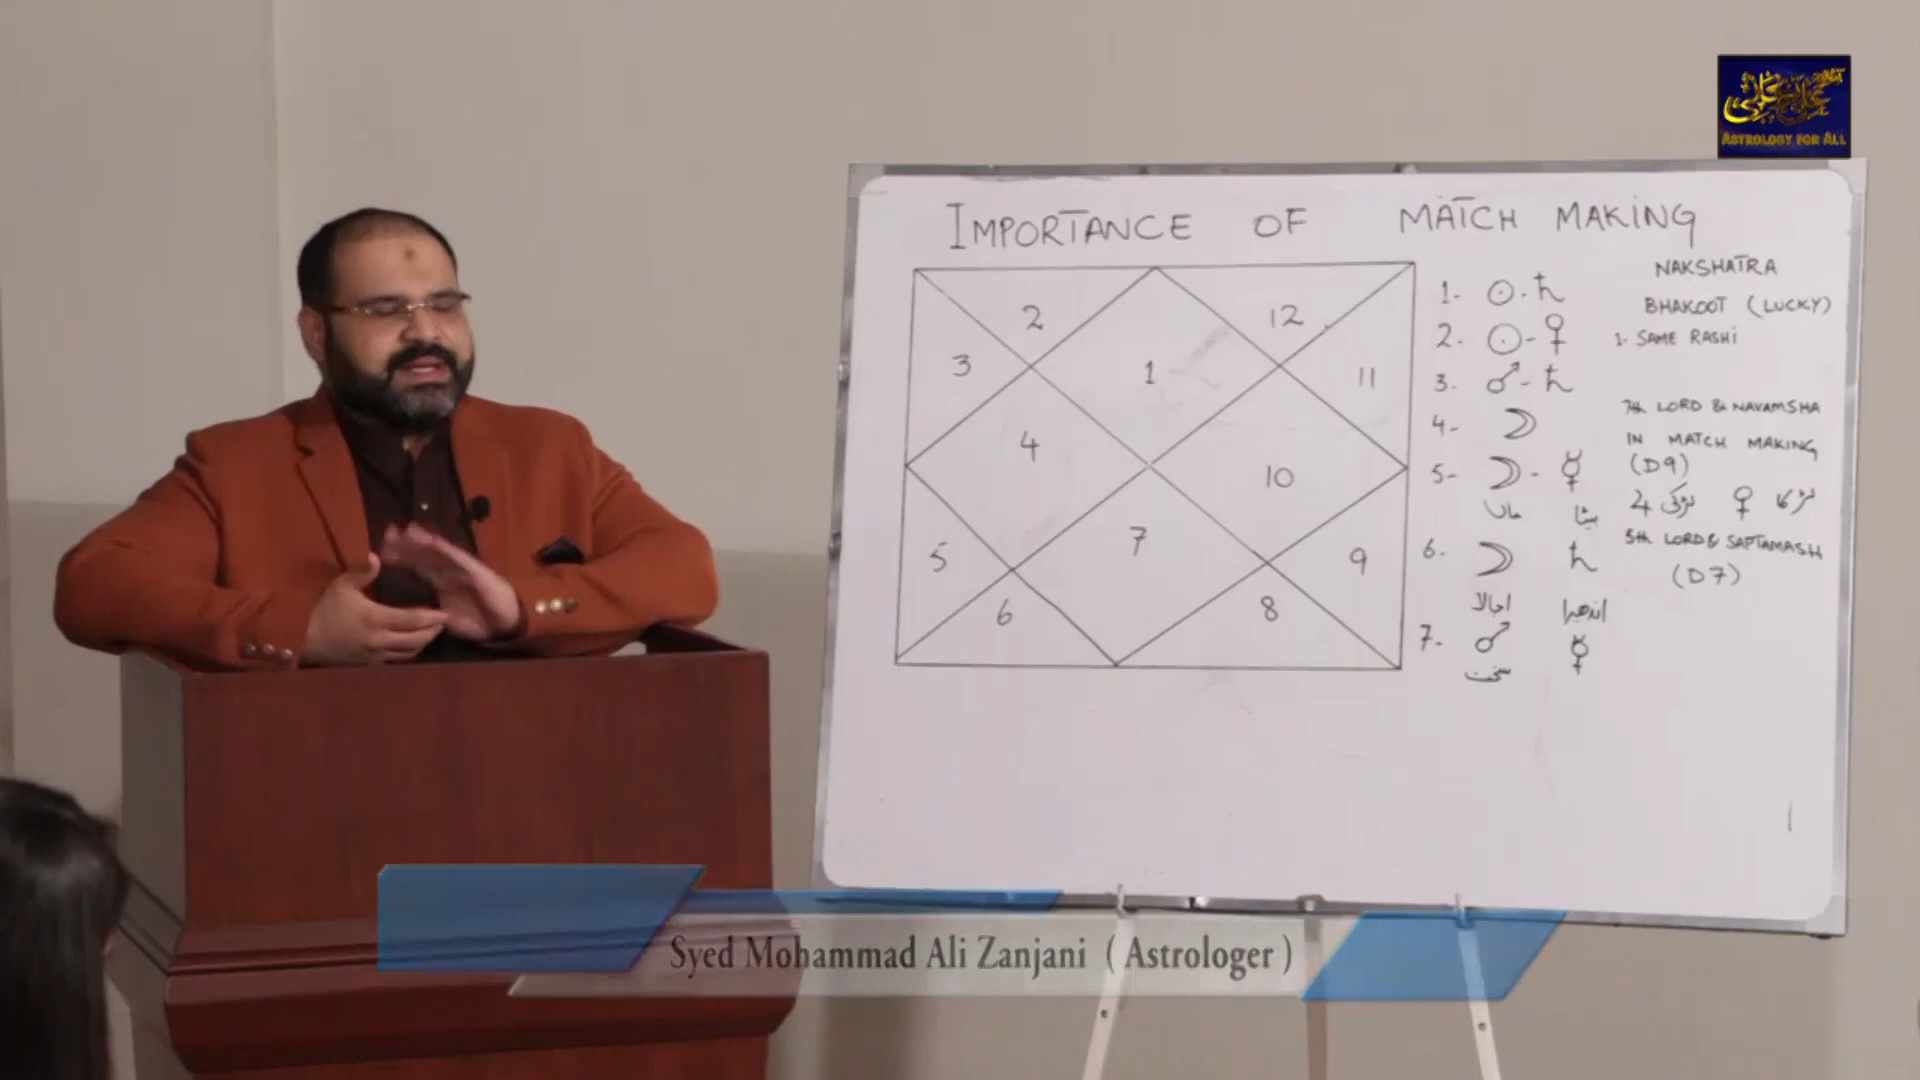 ASTROLOGY FOR ALL
IMPORTANCE OF MATCH MAKING
2
12
3
1
11
4
10
5
7
9
6
8
1- ☉·♄
2- ☉-♀
3- ♂-♄
4- ☽
5- ☽-☿
ماں بیٹا
6- ☽ ♄
اجالا اندھیرا
7- ♂ ☿
سخت
NAKSHATRA
BHAKOOT (LUCKY)
1- SAME RASHI
7th LORD & NAVAMSHA
IN MATCH MAKING
(D9)
♃ لڑکی ♀ لڑکا
5th LORD & SAPTAMASH
(D7)
Syed Mohammad Ali Zanjani ( Astrologer )